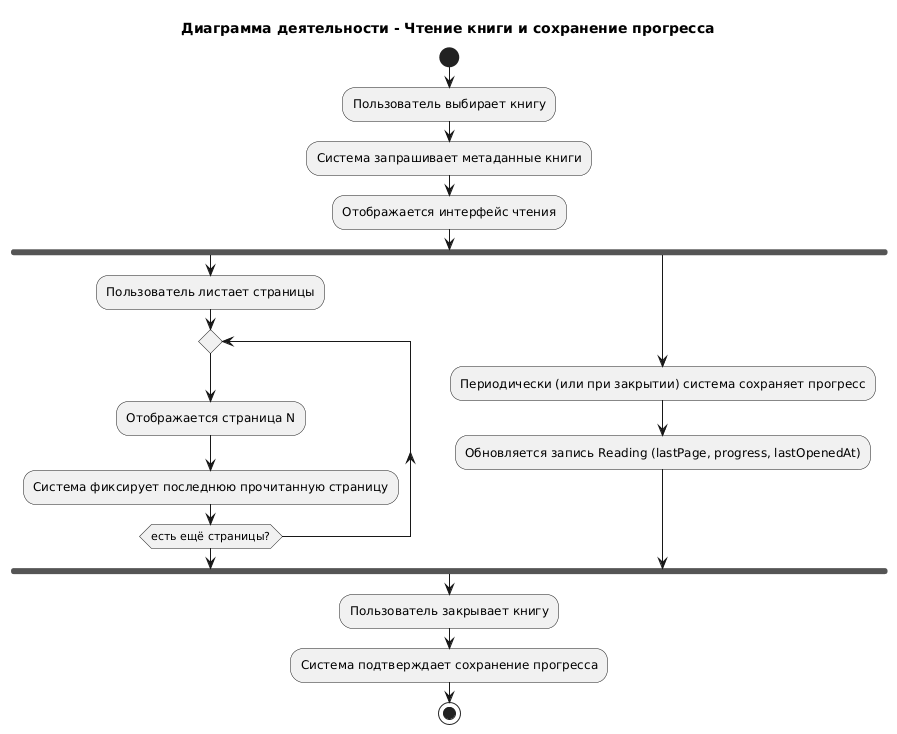 Диаграмма деятельности - Чтение книги и сохранение прогресса
Пользователь выбирает книгу
Система запрашивает метаданные книги
Отображается интерфейс чтения
Пользователь листает страницы
Отображается страница N
Система фиксирует последнюю прочитанную страницу
есть ещё страницы?
Периодически (или при закрытии) система сохраняет прогресс
Обновляется запись Reading (lastPage, progress, lastOpenedAt)
Пользователь закрывает книгу
Система подтверждает сохранение прогресса